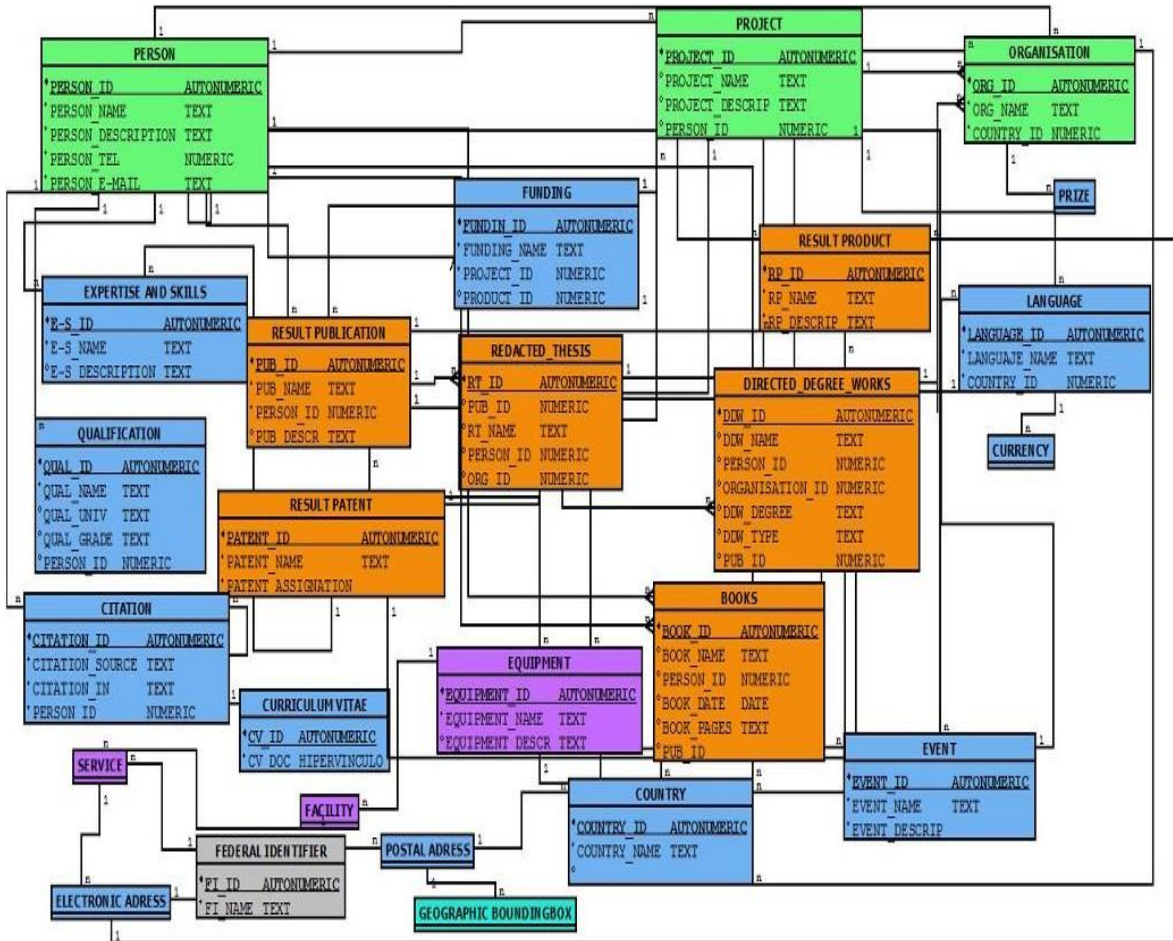 PERSON
PERSON_ID AUTONUMERIC
PERSON_NAME TEXT
PERSON_DESCRIPTION TEXT
PERSON_TEL NUMERIC
PERSON_E-MAIL TEXT
PROJECT
PROJECT_ID AUTONUMERIC
PROJECT_NAME TEXT
PROJECT_DESCRIP TEXT
PERSON_ID NUMERIC
ORGANISATION
ORG_ID AUTONUMERIC
ORG_NAME TEXT
COUNTRY_ID NUMERIC
PRIZE
FUNDING
FUNDIN_ID AUTONUMERIC
FUNDING_NAME TEXT
PROJECT_ID NUMERIC
PRODUCT_ID NUMERIC
RESULT PRODUCT
RP_ID AUTONUMERIC
RP_NAME TEXT
RP_DESCRIP TEXT
EXPERTISE AND SKILLS
E-S_ID AUTONUMERIC
E-S_NAME TEXT
E-S_DESCRIPTION TEXT
RESULT PUBLICATION
PUB_ID AUTONUMERIC
PUB_NAME TEXT
PERSON_ID NUMERIC
PUB_DESCR TEXT
REDACTED_THESIS
RT_ID AUTONUMERIC
PUB_ID NUMERIC
RT_NAME TEXT
PERSON_ID NUMERIC
ORG_ID NUMERIC
DIRECTED_DEGREE_WORKS
DDW_ID AUTONUMERIC
DDW_NAME TEXT
PERSON_ID NUMERIC
ORGANISATION_ID NUMERIC
DDW_DEGREE TEXT
DDW_TYPE TEXT
PUB_ID NUMERIC
LANGUAGE
LANGUAGE_ID AUTONUMERIC
LANGUAJE_NAME TEXT
COUNTRY_ID NUMERIC
CURRENCY
QUALIFICATION
QUAL_ID AUTONUMERIC
QUAL_NAME TEXT
QUAL_UNIV TEXT
QUAL_GRADE TEXT
PERSON_ID NUMERIC
RESULT PATENT
PATENT_ID AUTONUMERIC
PATENT_NAME TEXT
PATENT_ASSIGNATION
CITATION
CITATION_ID AUTONUMERIC
CITATION_SOURCE TEXT
CITATION_IN TEXT
PERSON_ID NUMERIC
CURRICULUM VITAE
CV_ID AUTONUMERIC
CV_DOC HIPERVINCULO
EQUIPMENT
EQUIPMENT_ID AUTONUMERIC
EQUIPMENT_NAME TEXT
EQUIPMENT_DESCR TEXT
BOOKS
BOOK_ID AUTONUMERIC
BOOK_NAME TEXT
PERSON_ID NUMERIC
BOOK_DATE DATE
BOOK_PAGES TEXT
PUB_ID
EVENT
EVENT_ID AUTONUMERIC
EVENT_NAME TEXT
EVENT_DESCRIP
SERVICE
FACILITY
COUNTRY
COUNTRY_ID AUTONUMERIC
COUNTRY_NAME TEXT
FEDERAL IDENTIFIER
FI_ID AUTONUMERIC
FI_NAME TEXT
POSTAL ADRESS
ELECTRONIC ADRESS
GEOGRAPHIC BOUNDINGBOX